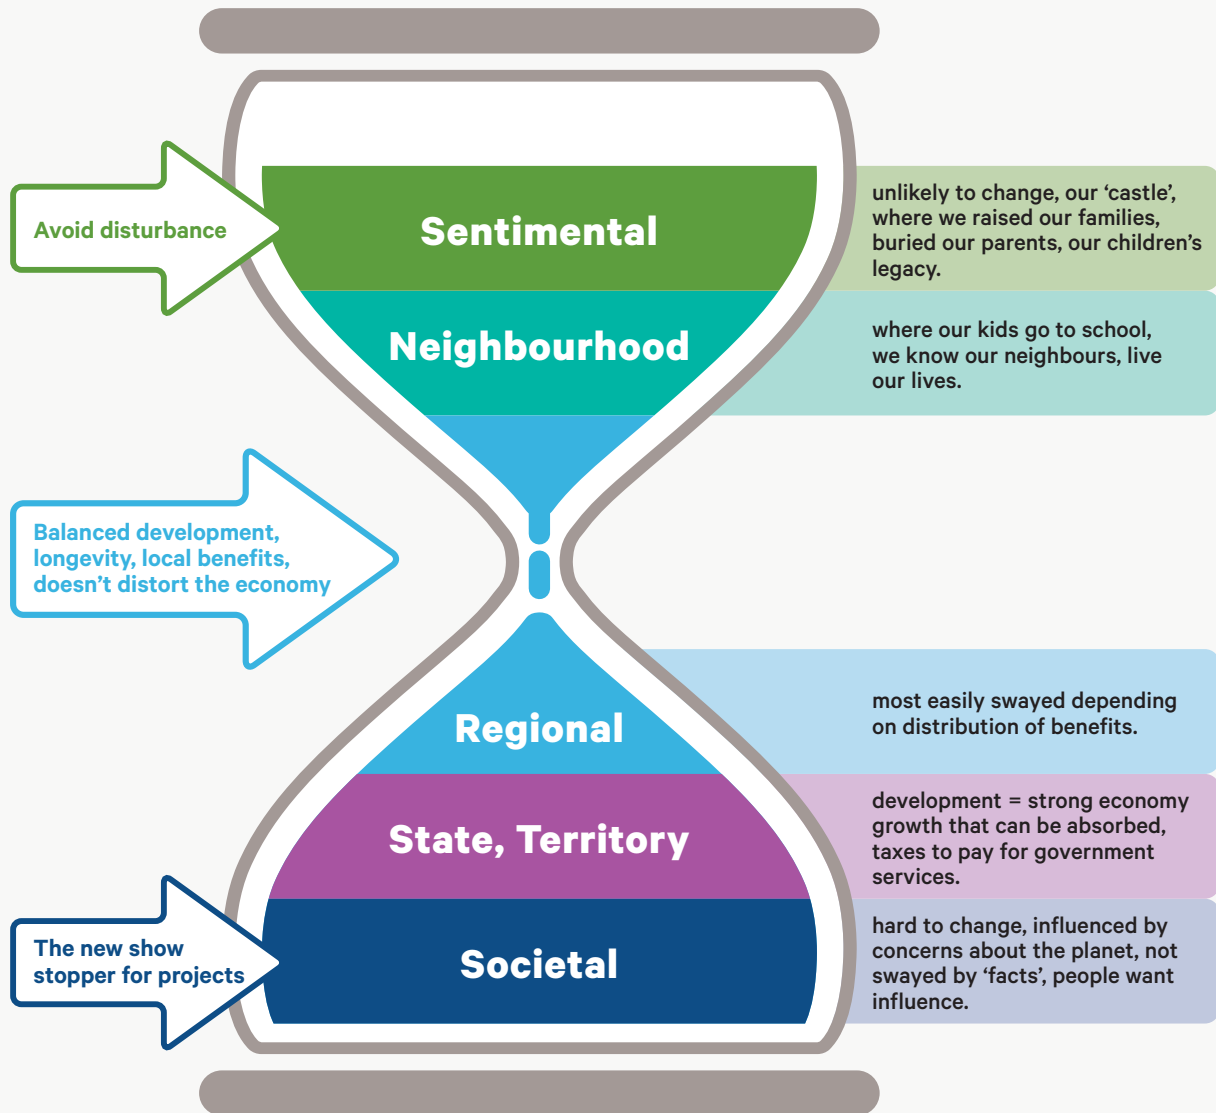 Avoid disturbance
Sentimental
unlikely to change, our ‘castle’,
where we raised our families,
buried our parents, our children’s
legacy.
Neighbourhood
where our kids go to school,
we know our neighbours, live
our lives.
Balanced development,
longevity, local benefits,
doesn’t distort the economy
Regional
most easily swayed depending
on distribution of benefits.
State, Territory
development = strong economy
growth that can be absorbed,
taxes to pay for government
services.
The new show
stopper for projects
Societal
hard to change, influenced by
concerns about the planet, not
swayed by ‘facts’, people want
influence.